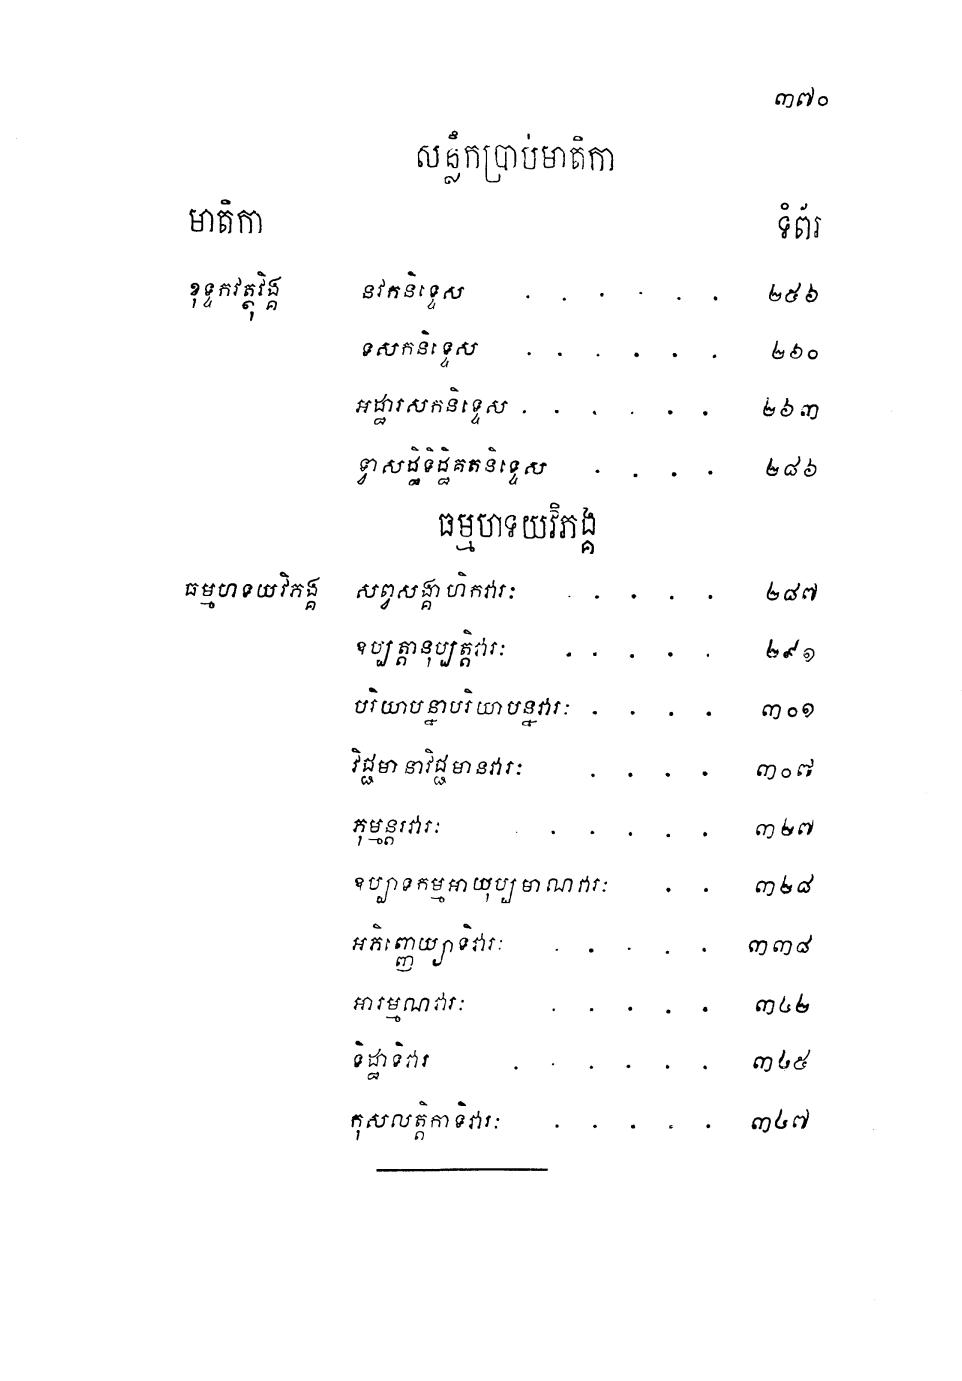 ៣៧០
សន្លឹកប្រាប់មាតិកា
មាតិកា ទំព័រ
ខុទ្ទកវត្ថុវិង្គ នវកនិទ្ទេស . . . . . . ២៥៦
ទសកនិទ្ទេស . . . . . . ២៦០
អដ្ឋារសកនិទ្ទេស . . . . . . ២៦៣
ទ្វាសដ្ឋិទិដ្ឋិគតនិទ្ទេស . . . . ២៨៦
ធម្មហទយវិភង្គ
ធម្មហទយវិភង្គ សព្វសង្គាហិកវារៈ . . . . . ២៨៧
ឧប្បត្តានុប្បត្តិវារៈ . . . . . ២៩១
បរិយាបន្នាបរិយាបន្នវារៈ . . . . ៣០១
វិជ្ជមានាវិជ្ជមានវារៈ . . . . ៣០៧
ភុម្មន្តរវារៈ . . . . . . ៣២៧
ឧប្បាទកម្មអាយុប្បមាណវារៈ . . ៣២៨
អភិញ្ញេយ្យាទិវារៈ . . . . . ៣៣៨
អារម្មណវារៈ . . . . . ៣៤២
ទិដ្ឋាទិវារ . . . . . . ៣៤៥
កុសលត្តិកាទិវារៈ . . . . . ៣៤៧